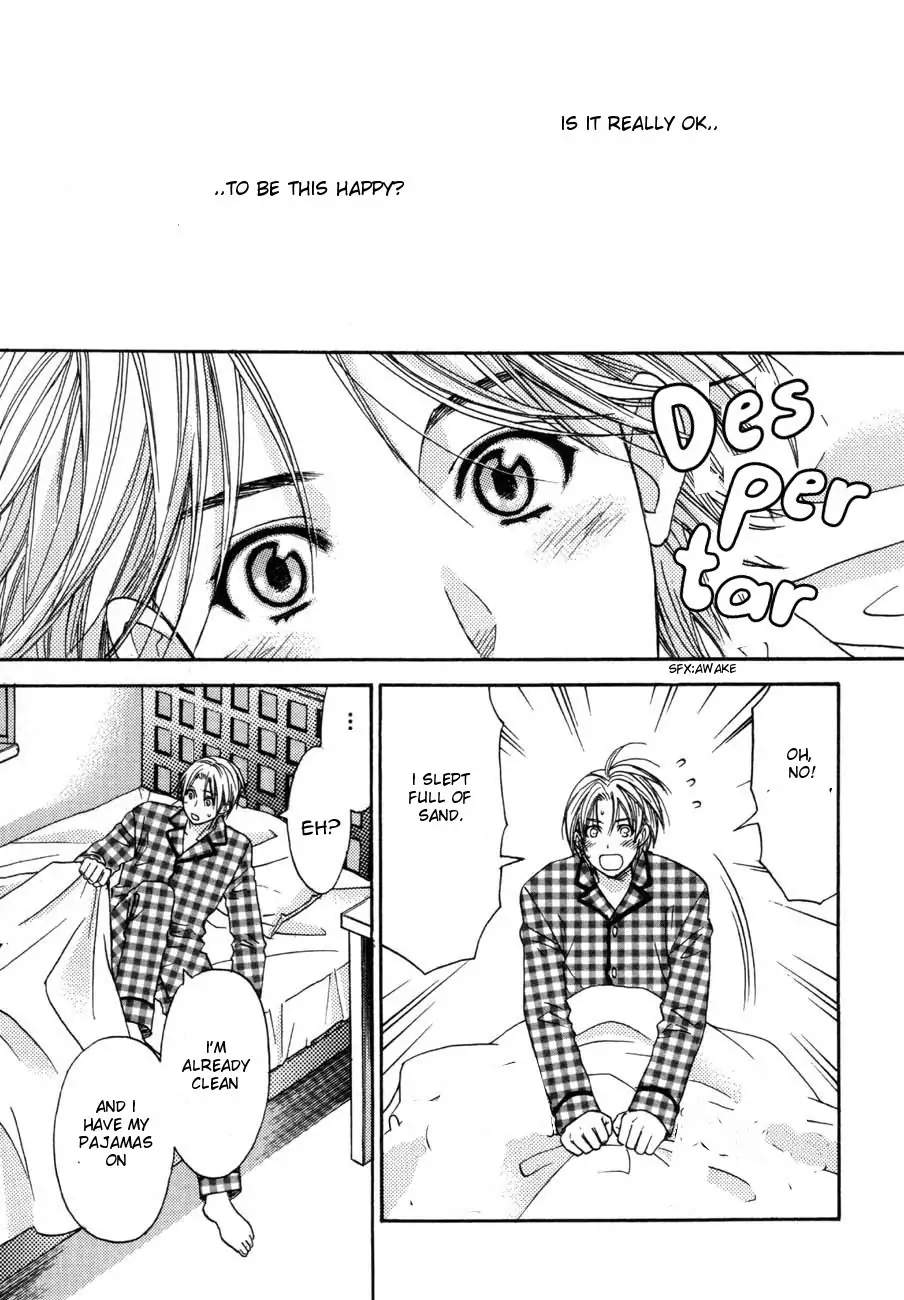 IS IT REALLY OK..
..TO BE THIS HAPPY?
Des
per
tar
SFX:AWAKE
OH,
NO!
I SLEPT
FULL OF
SAND.
...
EH?
I'M
ALREADY
CLEAN
AND I
HAVE MY
PAJAMAS
ON